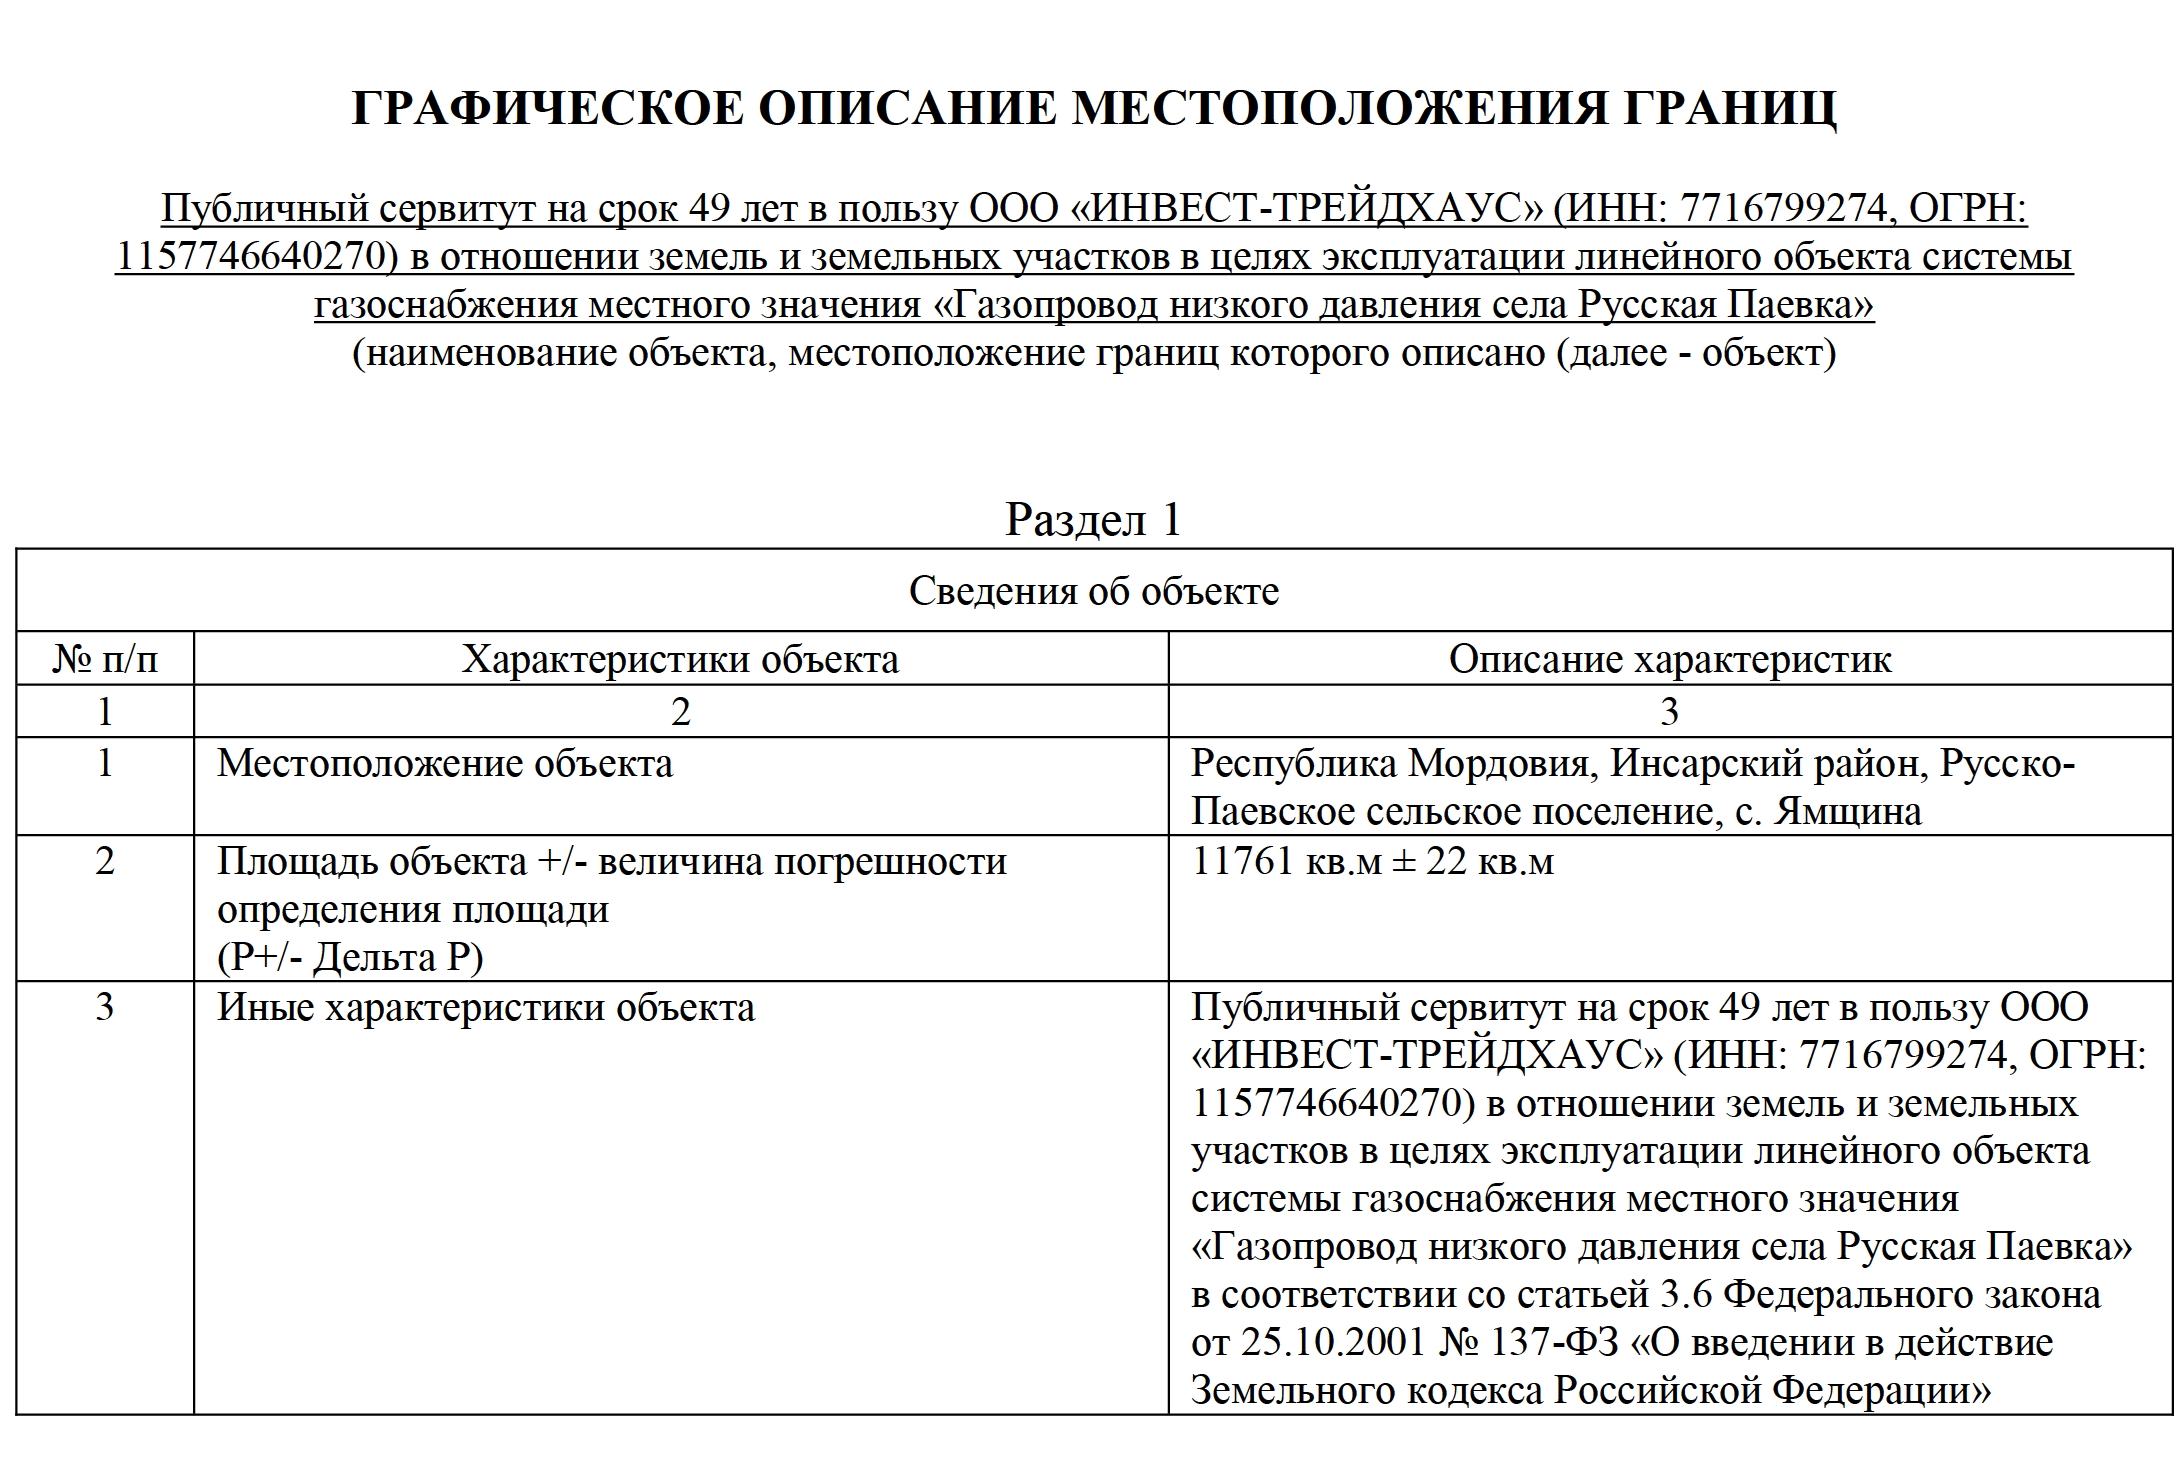 ГРАФИЧЕСКОЕ ОПИСАНИЕ МЕСТОПОЛОЖЕНИЯ ГРАНИЦ
Публичный сервитут на срок 49 лет в пользу ООО «ИНВЕСТ-ТРЕЙДХАУС» (ИНН: 7716799274, ОГРН:
1157746640270) в отношении земель и земельных участков в целях эксплуатации линейного объекта системы
газоснабжения местного значения «Газопровод низкого давления села Русская Паевка»
(наименование объекта, местоположение границ которого описано (далее - объект)
Раздел 1
Сведения об объекте
№ п/п Характеристики объекта Описание характеристик
1 2 3
1 Местоположение объекта Республика Мордовия, Инсарский район, Русско-
Паевское сельское поселение, с. Ямщина
2 Площадь объекта +/- величина погрешности 11761 кв.м ± 22 кв.м
определения площади
(Р+/- Дельта Р)
3 Иные характеристики объекта Публичный сервитут на срок 49 лет в пользу ООО
«ИНВЕСТ-ТРЕЙДХАУС» (ИНН: 7716799274, ОГРН:
1157746640270) в отношении земель и земельных
участков в целях эксплуатации линейного объекта
системы газоснабжения местного значения
«Газопровод низкого давления села Русская Паевка»
в соответствии со статьей 3.6 Федерального закона
от 25.10.2001 № 137-ФЗ «О введении в действие
Земельного кодекса Российской Федерации»